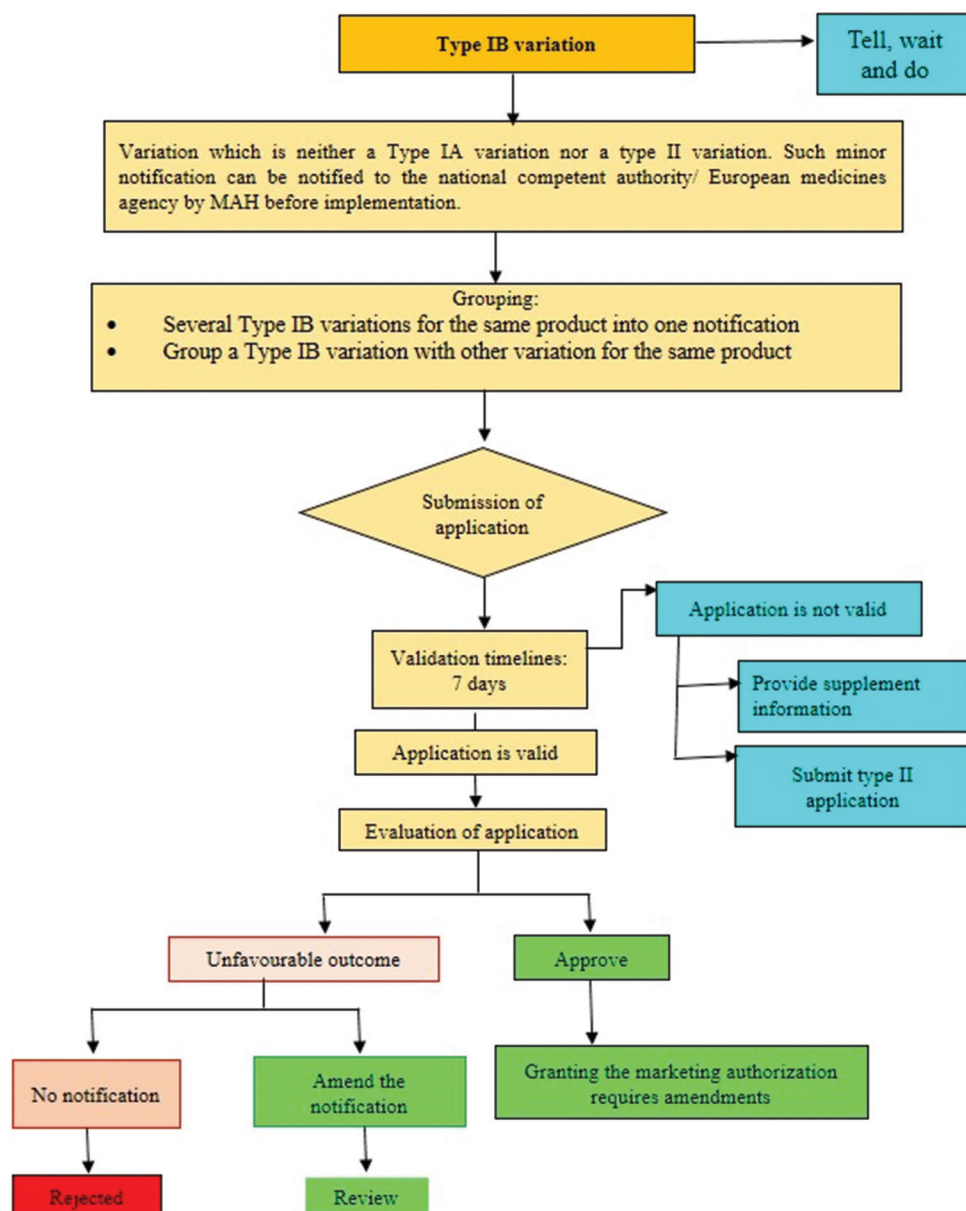 Type IB variation
Tell, wait
and do
Variation which is neither a Type IA variation nor a type II variation. Such minor
notification can be notified to the national competent authority/ European medicines
agency by MAH before implementation.
Grouping:
• Several Type IB variations for the same product into one notification
• Group a Type IB variation with other variation for the same product
Submission of
application
Validation timelines:
7 days
Application is not valid
Provide supplement
information
Submit type II
application
Application is valid
Evaluation of application
Unfavourable outcome
Approve
No notification
Amend the
notification
Granting the marketing authorization
requires amendments
Rejected
Review